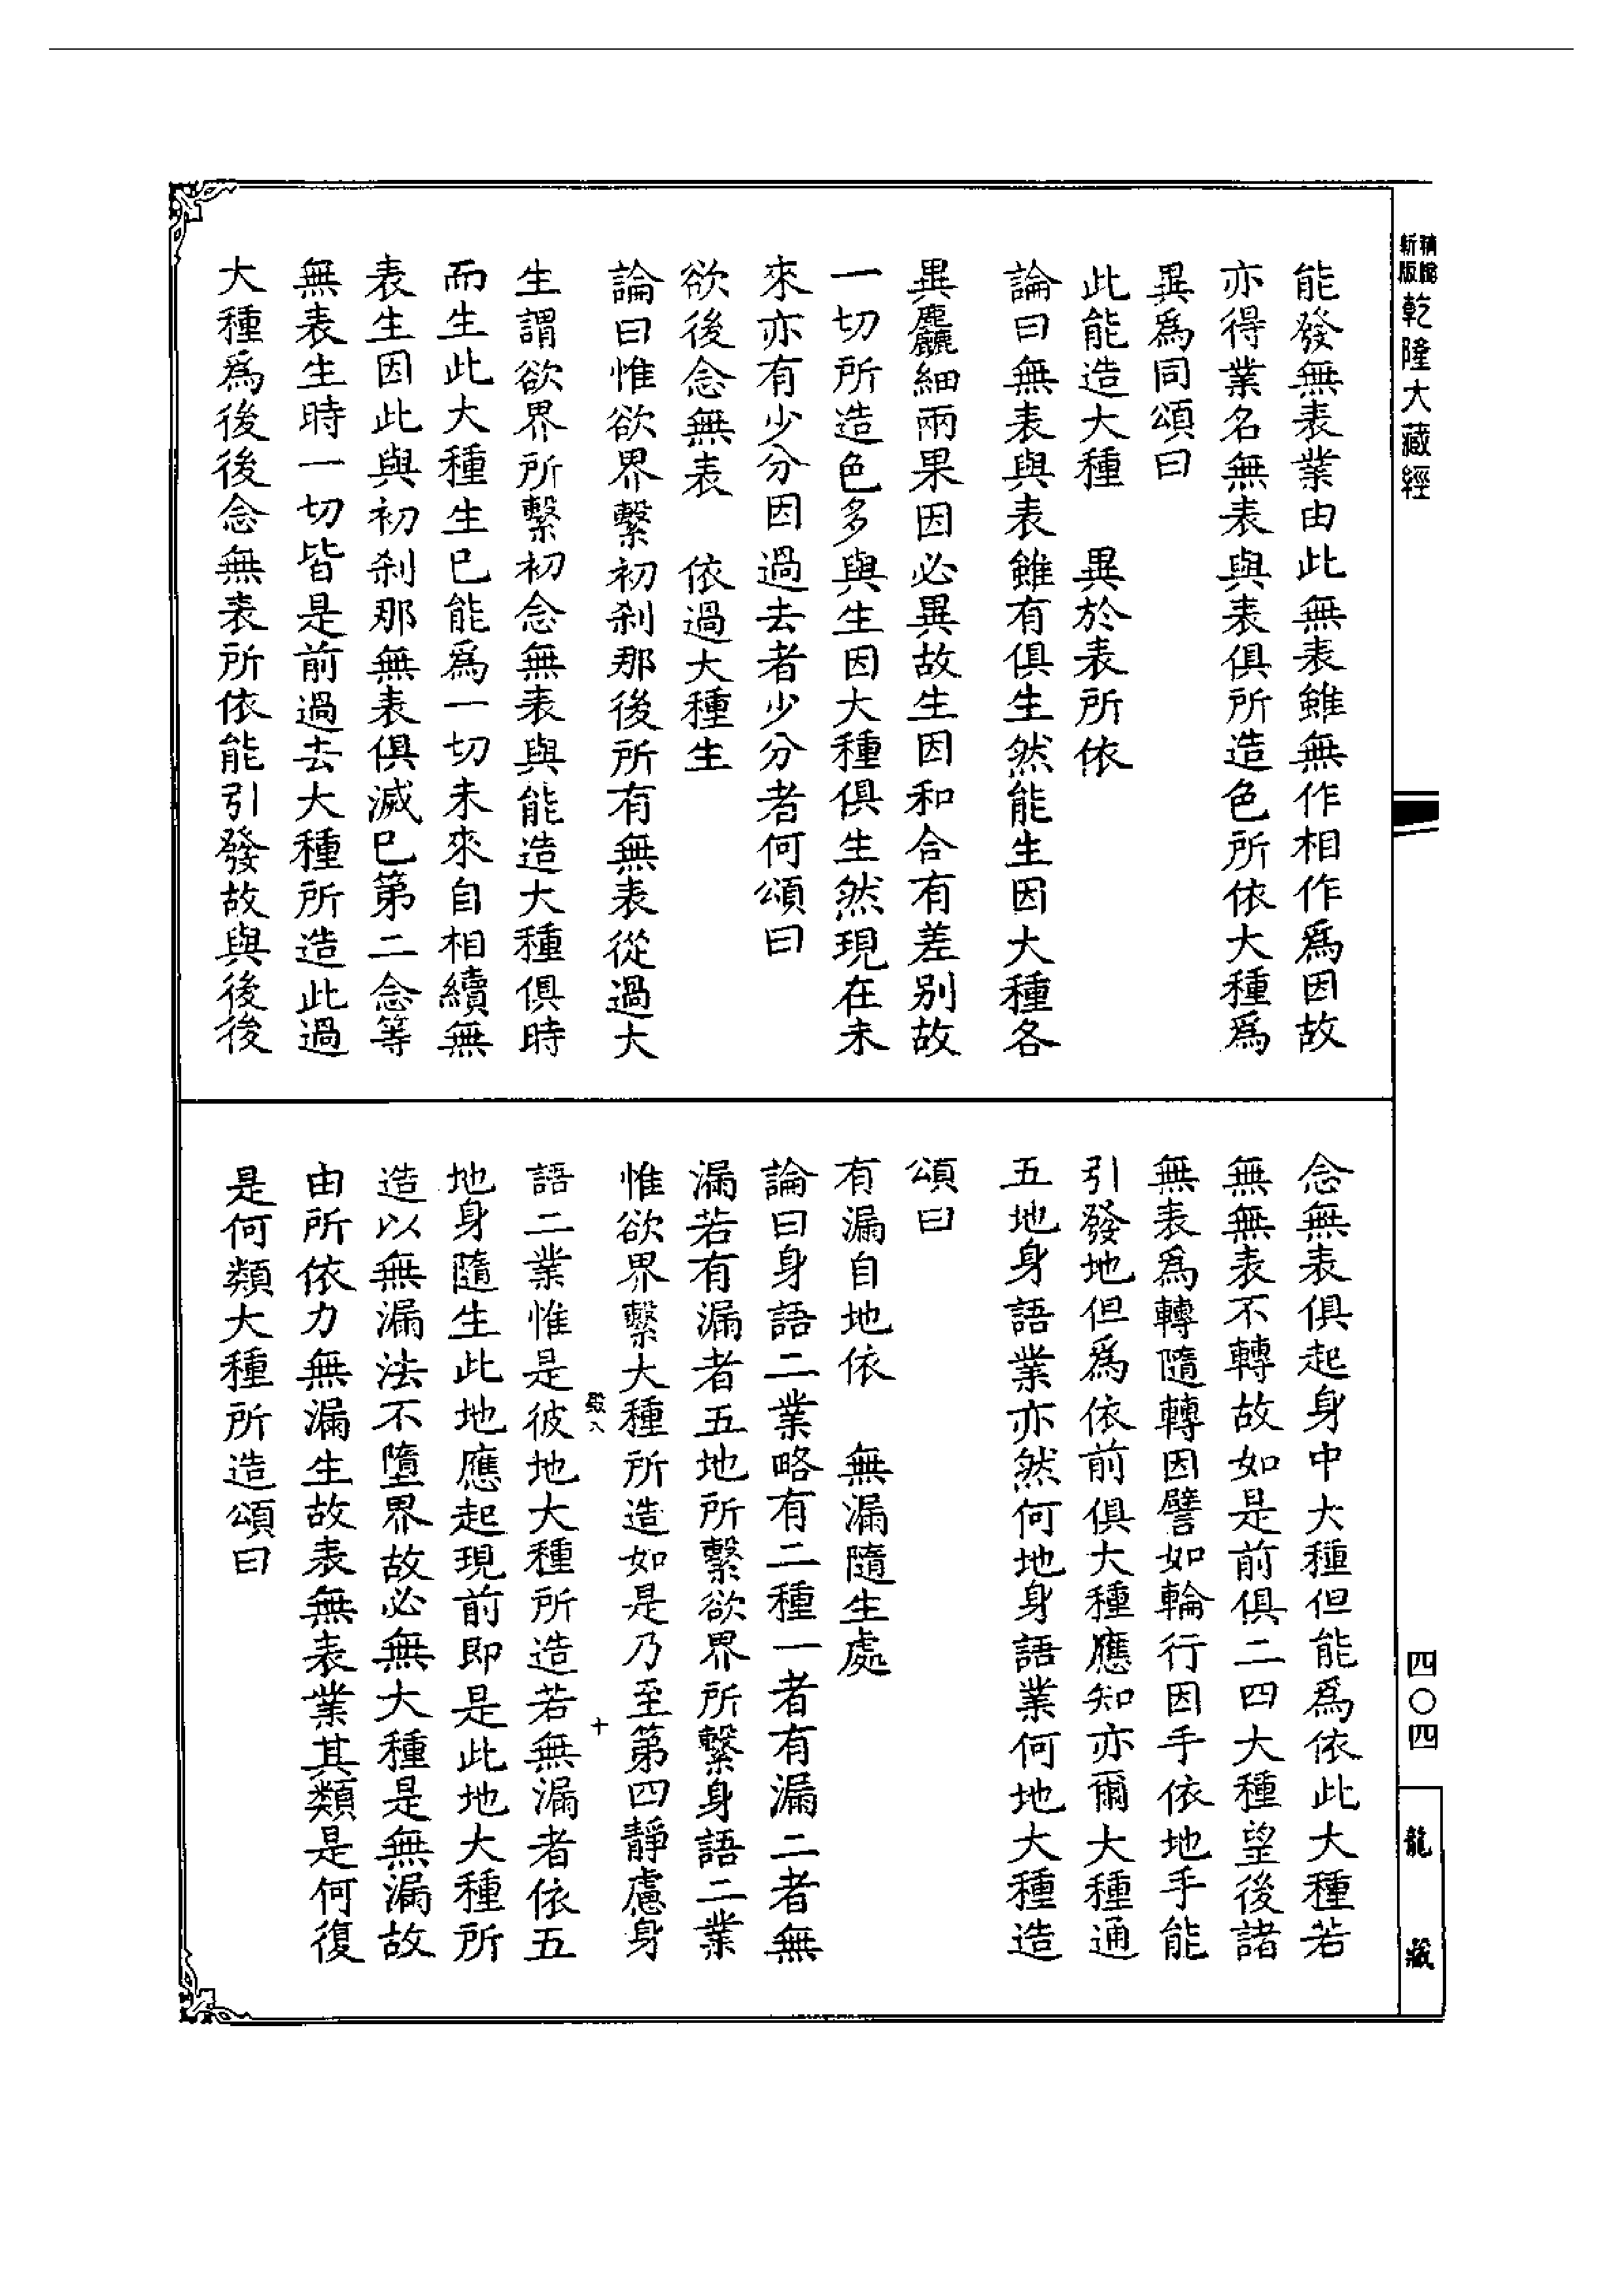 精縮新版乾隆大藏經
能發無表業由此無表雖無作相作爲因故
亦得業名無表與表俱所造色所依大種爲
異爲同頌曰
此能造大種　異於表所依
論曰無表與表雖有俱生然能生因大種各
異麤細兩果因必異故生因和合有差別故
一切所造色多與生因大種俱生然現在未
來亦有少分因過去者少分者何頌曰
欲後念無表　依過大種生
論曰惟欲界繫初刹那後所有無表從過大
生謂欲界所繫初念無表與能造大種俱時
而生此大種生已能爲一切未來自相續無
表生因此與初刹那無表俱滅已第二念等
無表生時一切皆是前過去大種所造此過
大種爲後後念無表所依能引發故與後後
念無表俱起身中大種但能爲依此大種若
無無表不轉故如是前俱二四大種望後諸
無表爲轉隨轉因譬如輪行因手依地手能
引發地但爲依前俱大種應知亦爾大種通
五地身語業亦然何地身語業何地大種造
頌曰
有漏自地依　無漏隨生處
論曰身語二業略有二種一者有漏二者無
漏若有漏者五地所繫欲界所繫身語二業
惟欲界繫大種所造如是乃至第四靜慮身
殿八　十
語二業惟是彼地大種所造若無漏者依五
地身隨生此地應起現前即是此地大種所
造以無漏法不墮界故必無大種是無漏故
由所依力無漏生故表無表業其類是何復
是何類大種所造頌曰
四〇四
龍藏